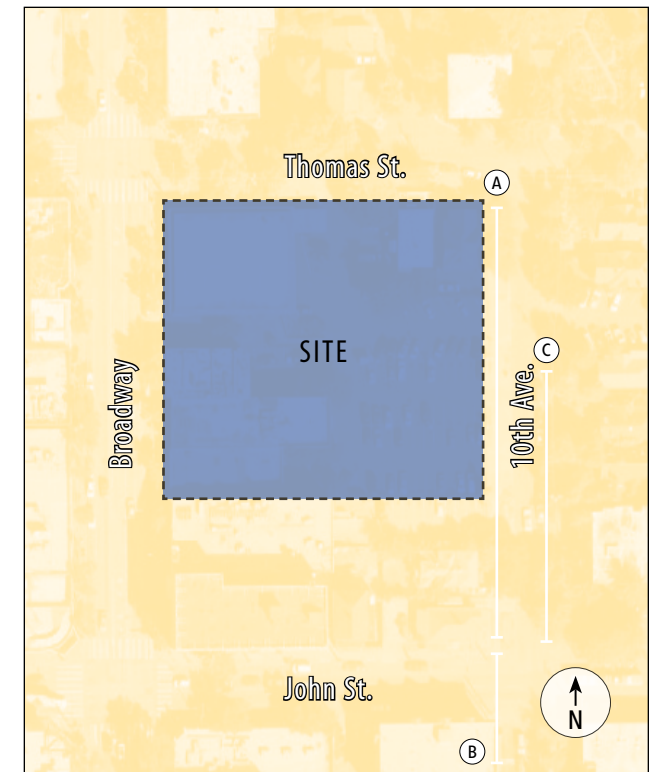 Thomas St.
A
SITE
C
Broadway
10th Ave.
John St.
N
B